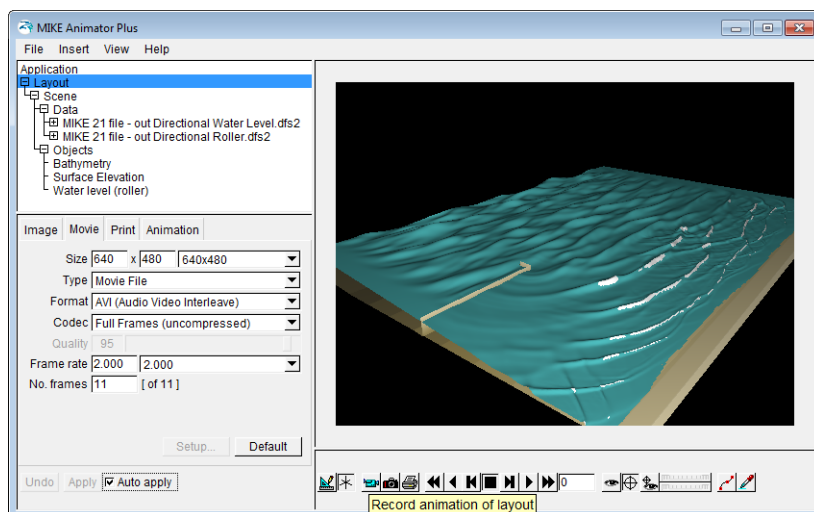 MIKE Animator Plus
File Insert View Help
Application
Layout
Scene
Data
MIKE 21 file - out Directional Water Level.dfs2
MIKE 21 file - out Directional Roller.dfs2
Objects
Bathymetry
Surface Elevation
Water level (roller)
Image Movie Print Animation
Size 640 x 480 640x480
Type Movie File
Format AVI (Audio Video Interleave)
Codec Full Frames (uncompressed)
Quality 95
Frame rate 2.000 2.000
No. frames 11 [ of 11 ]
Setup... Default
Undo Apply Auto apply 0
Record animation of layout